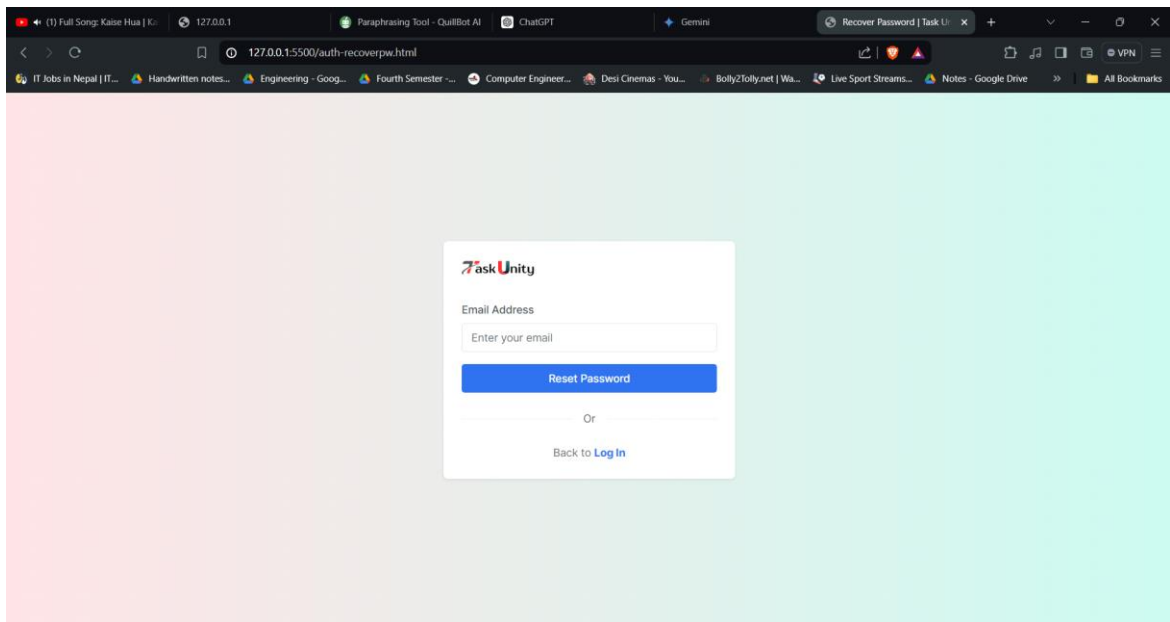 (1) Full Song: Kaise Hua | Ka
127.0.0.1
Paraphrasing Tool - QuillBot AI
ChatGPT
Gemini
Recover Password | Task Un
127.0.0.1:5500/auth-recoverpw.html
VPN
IT Jobs in Nepal | IT...
Handwritten notes...
Engineering - Goog...
Fourth Semester -...
Computer Engineer...
Desi Cinemas - You...
Bolly2Tolly.net | Wa...
Live Sport Streams...
Notes - Google Drive
All Bookmarks
Task Unity
Email Address
Enter your email
Reset Password
Or
Back to Log In